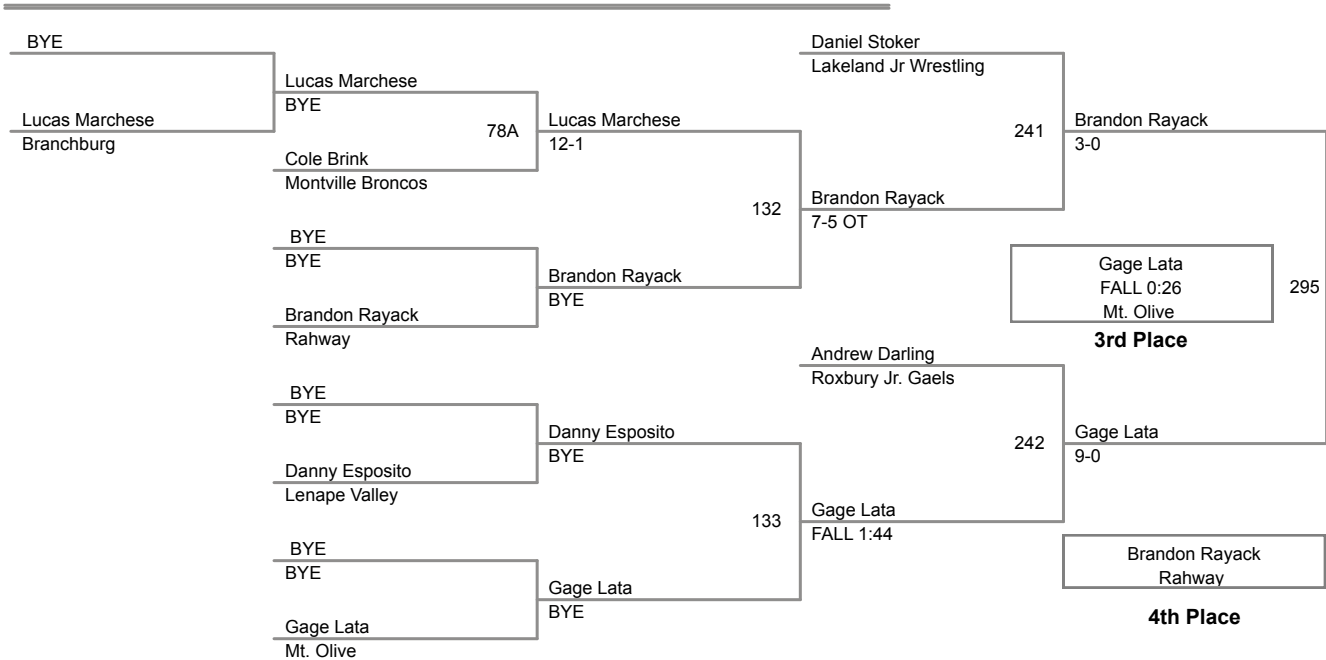 BYE
Lucas Marchese
Branchburg
Lucas Marchese
BYE
78A
Cole Brink
Montville Broncos
BYE
BYE
Brandon Rayack
Rahway
BYE
BYE
Danny Esposito
Lenape Valley
BYE
BYE
Gage Lata
Mt. Olive
Lucas Marchese
12-1
132
Brandon Rayack
BYE
Danny Esposito
BYE
133
Gage Lata
BYE
Daniel Stoker
Lakeland Jr Wrestling
241
Brandon Rayack
7-5 OT
Andrew Darling
Roxbury Jr. Gaels
242
Gage Lata
FALL 1:44
Brandon Rayack
3-0
Gage Lata
FALL 0:26
Mt. Olive
295
3rd Place
Gage Lata
9-0
Brandon Rayack
Rahway
4th Place